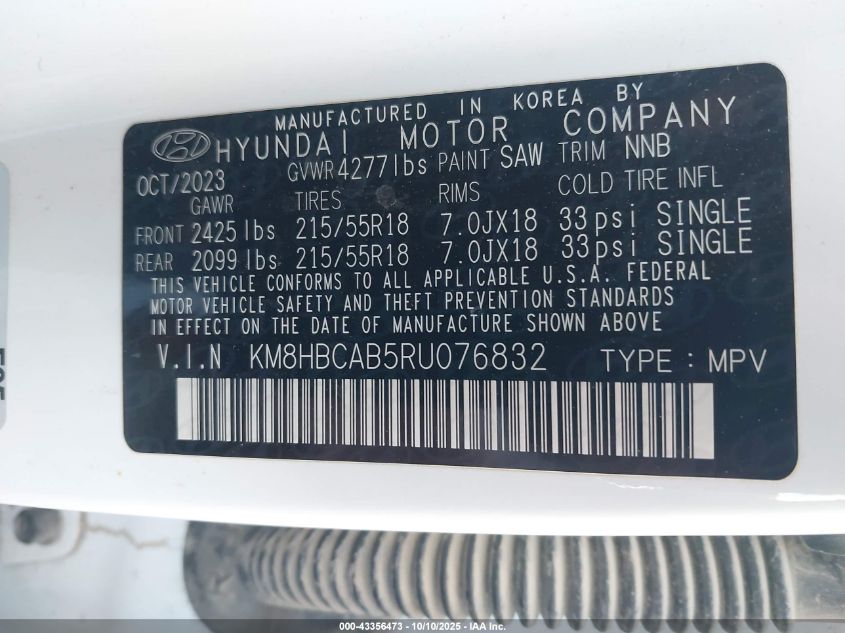 MANUFACTURED IN KOREA BY
HYUNDAI MOTOR COMPANY
OCT/2023 GVWR 4277lbs PAINT SAW TRIM NNB
GAWR TIRES RIMS COLD TIRE INFL
FRONT 2425 lbs 215/55R18 7.0JX18 33psi SINGLE
REAR 2099 lbs 215/55R18 7.0JX18 33psi SINGLE
THIS VEHICLE CONFORMS TO ALL APPLICABLE U.S.A. FEDERAL
MOTOR VEHICLE SAFETY AND THEFT PREVENTION STANDARDS
IN EFFECT ON THE DATE OF MANUFACTURE SHOWN ABOVE
V.I.N KM8HBCAB5RU076832 TYPE : MPV
000-43356473 - 10/10/2025 - IAA Inc.